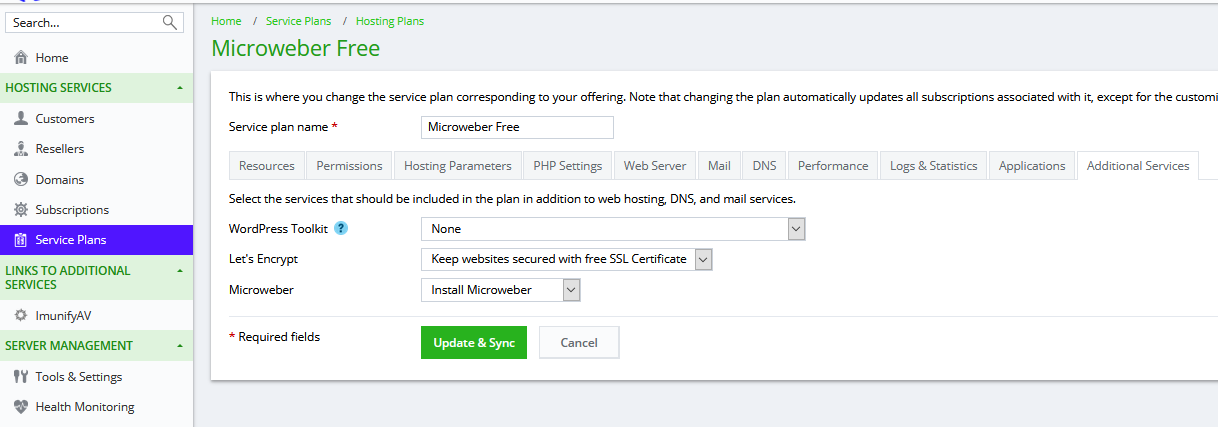 Search...
Home
HOSTING SERVICES
Customers
Resellers
Domains
Subscriptions
Service Plans
LINKS TO ADDITIONAL
SERVICES
ImunifyAV
SERVER MANAGEMENT
Tools & Settings
Health Monitoring
Home / Service Plans / Hosting Plans
Microweber Free
This is where you change the service plan corresponding to your offering. Note that changing the plan automatically updates all subscriptions associated with it, except for the customi
Service plan name * Microweber Free
Resources Permissions Hosting Parameters PHP Settings Web Server Mail DNS Performance Logs & Statistics Applications Additional Services
Select the services that should be included in the plan in addition to web hosting, DNS, and mail services.
WordPress Toolkit ? None
Let's Encrypt Keep websites secured with free SSL Certificate
Microweber Install Microweber
* Required fields Update & Sync Cancel